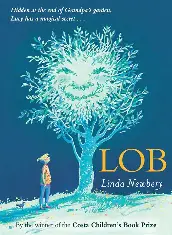 Hidden at the end of Grandpa's garden,
Lucy has a magical secret . . .
LOB
Linda Newbery
By the winner of the Costa Children's Book Prize